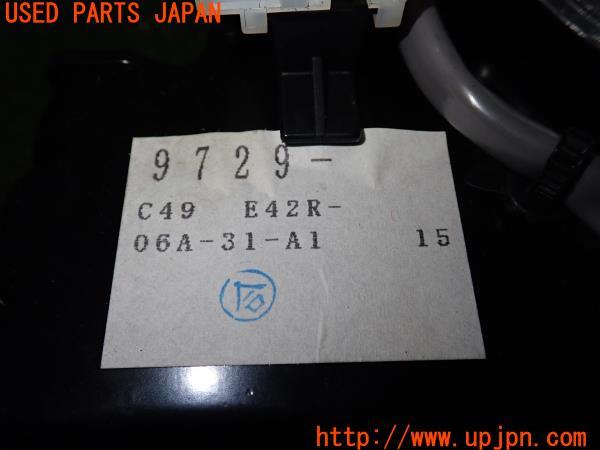 USED PARTS JAPAN
9729-
C49 E42R-
06A-31-A1 15
http://www.upjpn.com